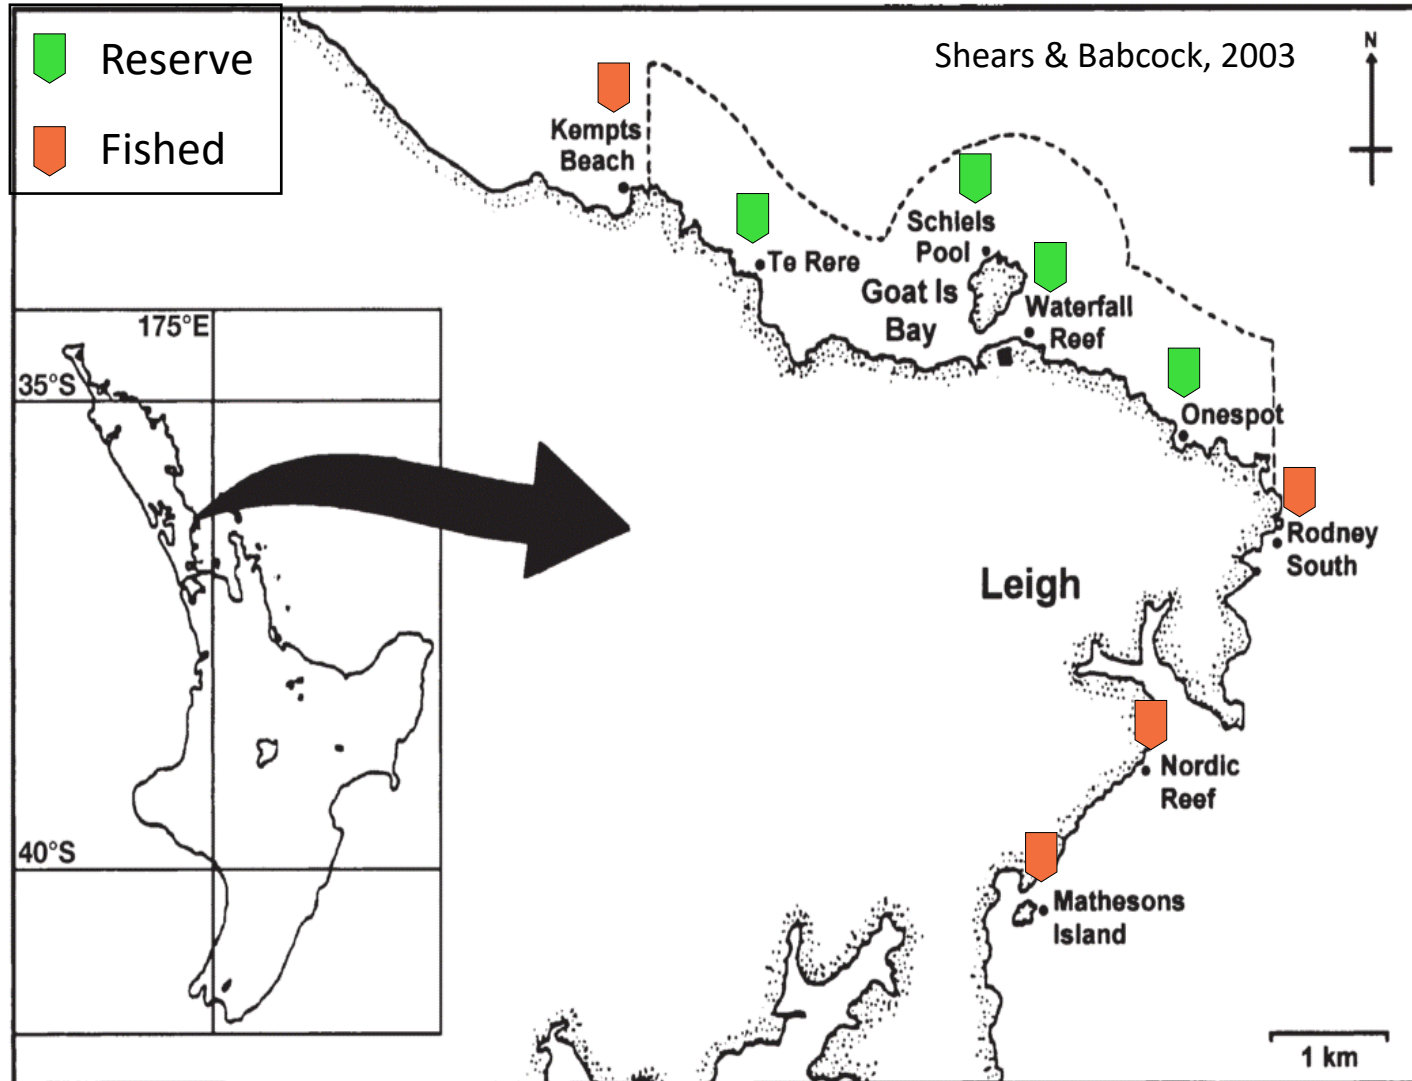 Reserve
Fished
Shears & Babcock, 2003
N
Kempts
Beach
Te Rere
Schiels
Pool
Goat Is
Bay
Waterfall
Reef
Onespot
Rodney
South
Leigh
Nordic
Reef
Mathesons
Island
1 km
175°E
35°S
40°S